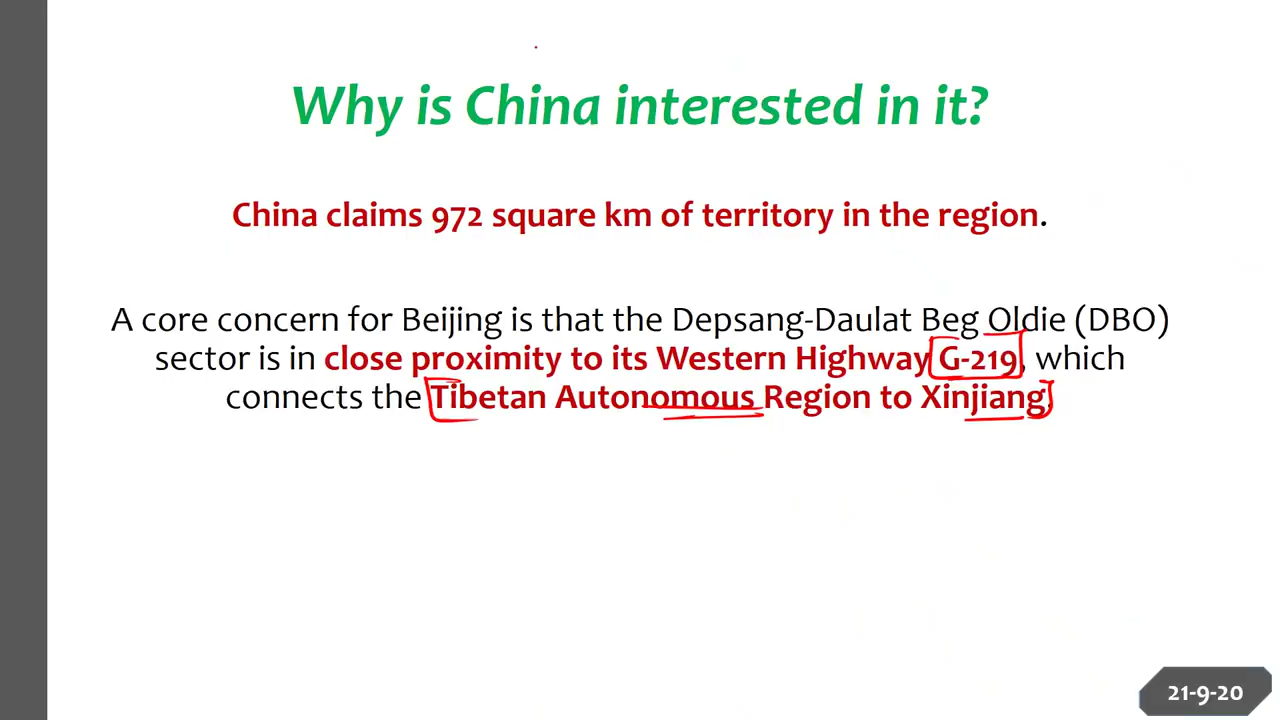 Why is China interested in it?
China claims 972 square km of territory in the region.
A core concern for Beijing is that the Depsang-Daulat Beg Oldie (DBO)
sector is in close proximity to its Western Highway G-219, which
connects the Tibetan Autonomous Region to Xinjiang.
21-9-20